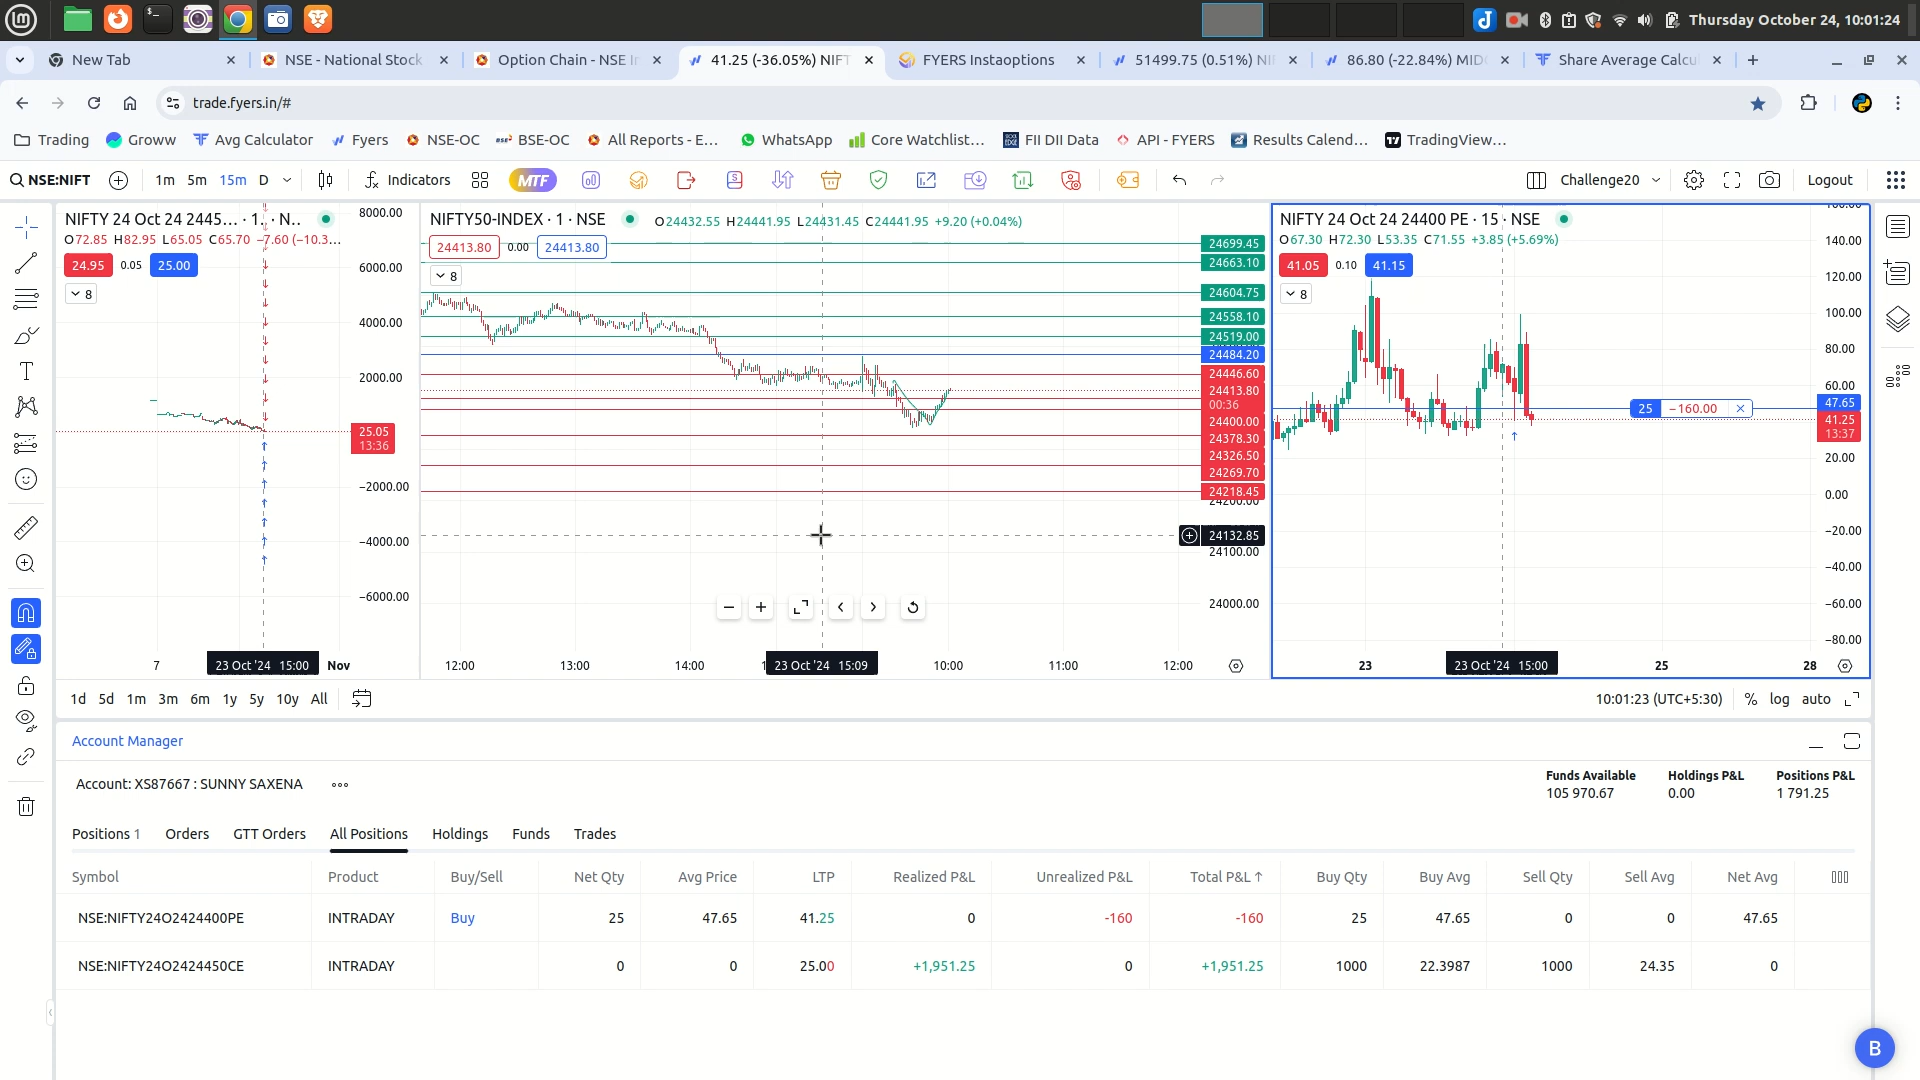 Thursday October 24, 10:01:24
New Tab
NSE - National Stock
Option Chain - NSE In
41.25 (-36.05%) NIFT
FYERS Instaoptions
51499.75 (0.51%) NI
86.80 (-22.84%) MID
Share Average Calcu
trade.fyers.in/#
Trading
Groww
Avg Calculator
Fyers
NSE-OC
BSE-OC
All Reports - E...
WhatsApp
Core Watchlist...
FII DII Data
API - FYERS
Results Calend...
TradingView...
NSE:NIFT
1m 5m 15m D
Indicators
MTF
Challenge20
Logout
NIFTY 24 Oct 24 2445... · 1.. · N...
O72.85 H82.95 L65.05 C65.70 −7.60 (−10.3...
24.95 0.05 25.00
8
8000.00
6000.00
4000.00
2000.00
25.05
13:36
−2000.00
−4000.00
−6000.00
7 23 Oct '24 15:00 Nov
NIFTY50-INDEX · 1 · NSE
O24432.55 H24441.95 L24431.45 C24441.95 +9.20 (+0.04%)
24413.80 0.00 24413.80
8
24699.45
24663.10
24604.75
24558.10
24519.00
24484.20
24446.60
24413.80
00:36
24400.00
24378.30
24326.50
24269.70
24218.45
24200.00
24132.85
24100.00
24000.00
12:00 13:00 14:00 1 23 Oct '24 15:09 10:00 11:00 12:00
NIFTY 24 Oct 24 24400 PE · 15 · NSE
O67.30 H72.30 L53.35 C71.55 +3.85 (+5.69%)
41.05 0.10 41.15
8
160.00
140.00
120.00
100.00
80.00
60.00
25 −160.00
47.65
41.25
13:37
20.00
0.00
−20.00
−40.00
−60.00
−80.00
23 23 Oct '24 15:00 25 28
1d 5d 1m 3m 6m 1y 5y 10y All
10:01:23 (UTC+5:30) % log auto
Account Manager
Account: XS87667 : SUNNY SAXENA
Funds Available Holdings P&L Positions P&L
105 970.67 0.00 1 791.25
Positions 1 Orders GTT Orders All Positions Holdings Funds Trades
Symbol Product Buy/Sell Net Qty Avg Price LTP Realized P&L Unrealized P&L Total P&L ↑ Buy Qty Buy Avg Sell Qty Sell Avg Net Avg
NSE:NIFTY24O2424400PE INTRADAY Buy 25 47.65 41.25 0 -160 -160 25 47.65 0 0 47.65
NSE:NIFTY24O2424450CE INTRADAY 0 0 25.00 +1,951.25 0 +1,951.25 1000 22.3987 1000 24.35 0
B